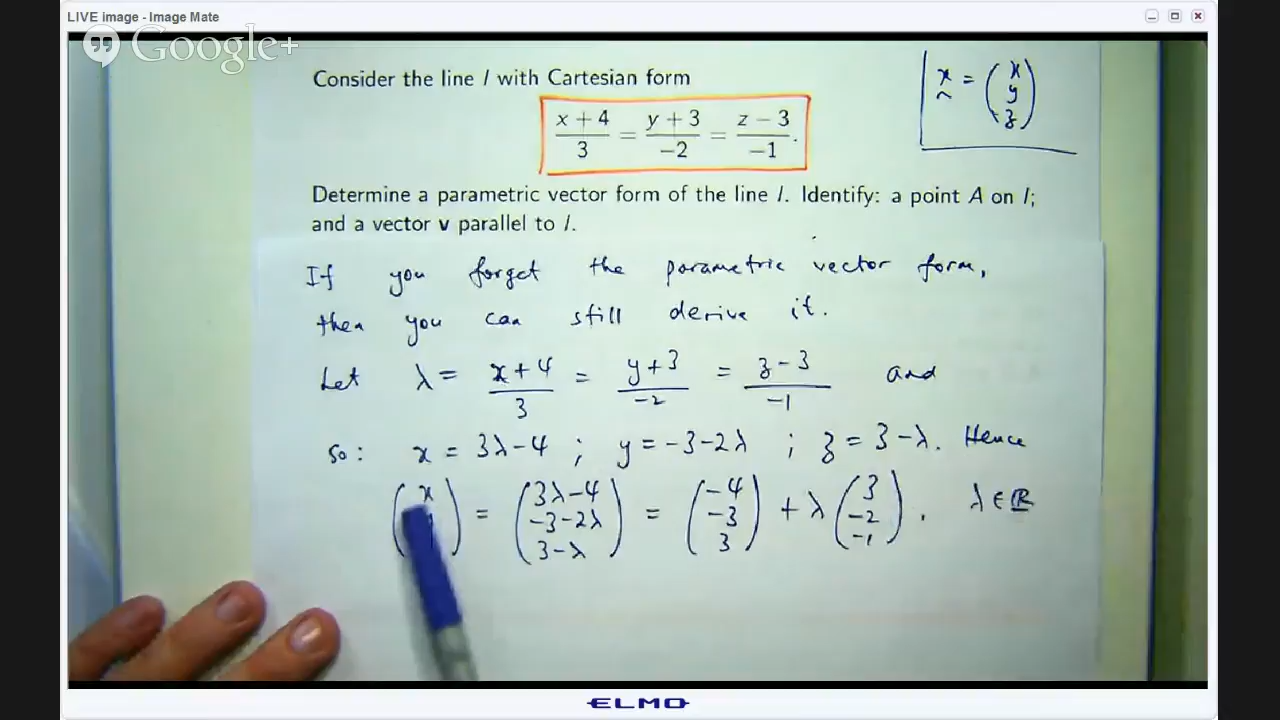 LIVE image - Image Mate
Google+
Consider the line l with Cartesian form
x + 4 / 3 = y + 3 / -2 = z − 3 / -1 .
x̰ = (x y z)
Determine a parametric vector form of the line l. Identify: a point A on l;
and a vector v parallel to l.
If you forget the parametric vector form,
then you can still derive it.
Let λ = x+4 / 3 = y+3 / -2 = z-3 / -1 and
So: x = 3λ-4 ; y = -3-2λ ; z = 3-λ. Hence
(x = (3λ-4 -3-2λ 3-λ) = (-4 -3 3) + λ (3 -2 -1) . λ ∈ ℝ
ELMO